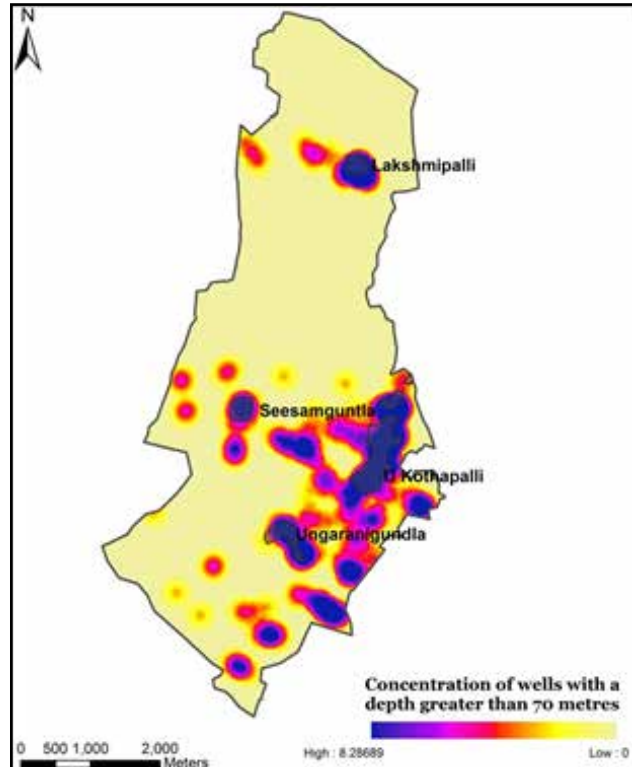 N
Lakshmipalli
Seesamguntla
U Kothapalli
Ungaranigundla
Concentration of wells with a
depth greater than 70 metres
High : 8.28689 Low : 0
0 500 1,000 2,000
Meters